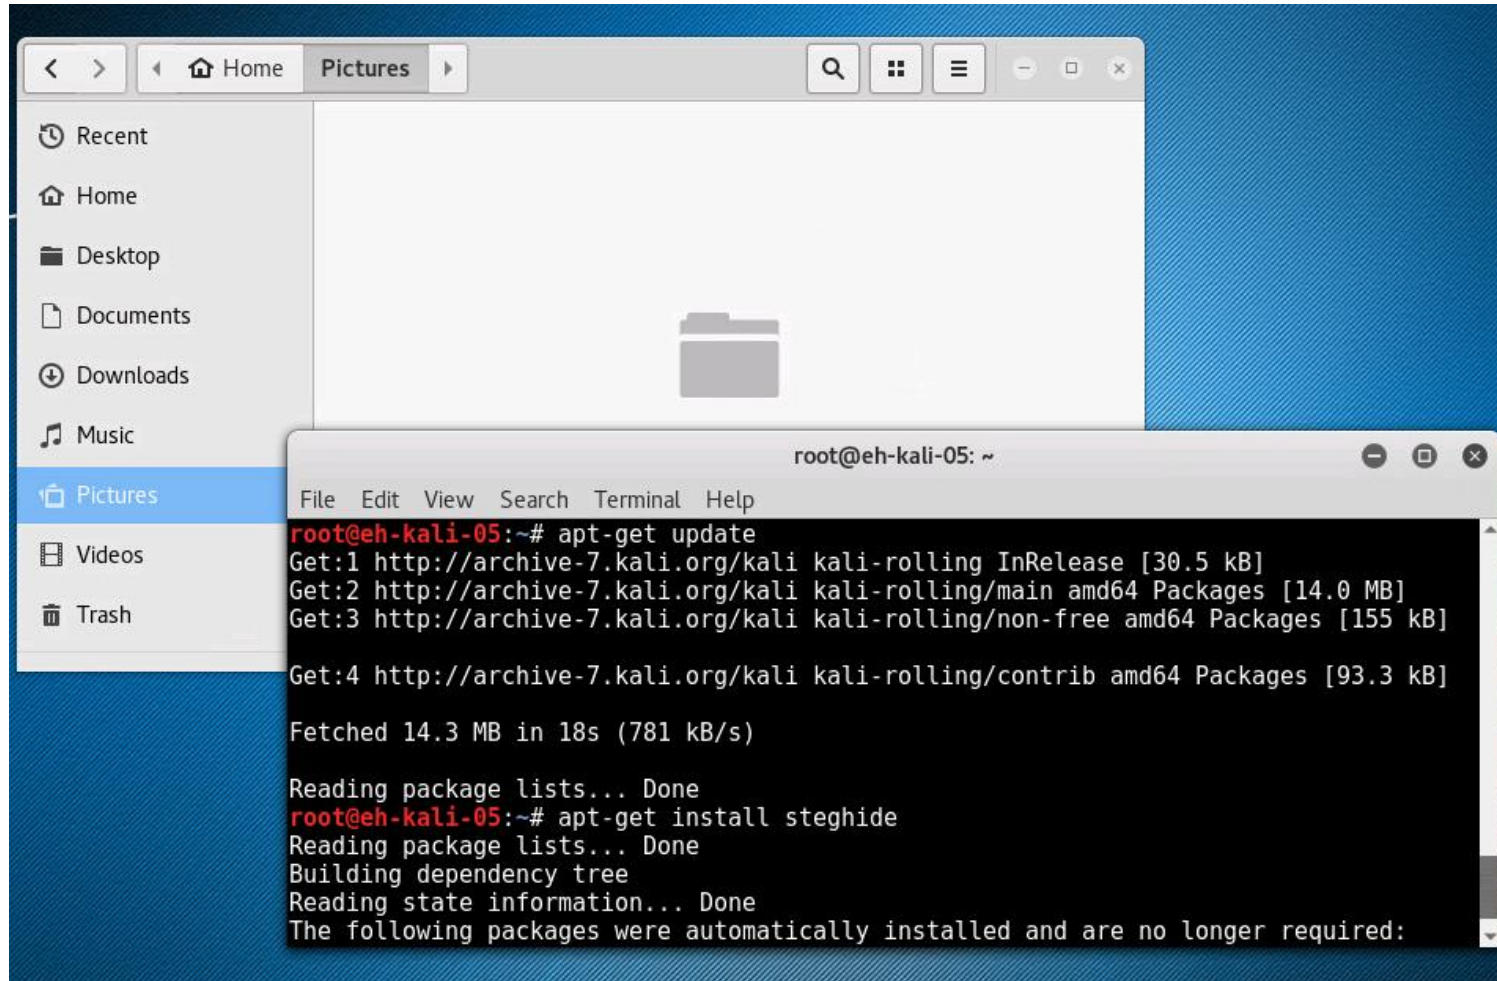 Home Pictures
Recent
Home
Desktop
Documents
Downloads
Music
Pictures
Videos
Trash
root@eh-kali-05: ~
File Edit View Search Terminal Help
root@eh-kali-05:~# apt-get update
Get:1 http://archive-7.kali.org/kali kali-rolling InRelease [30.5 kB]
Get:2 http://archive-7.kali.org/kali kali-rolling/main amd64 Packages [14.0 MB]
Get:3 http://archive-7.kali.org/kali kali-rolling/non-free amd64 Packages [155 kB]
Get:4 http://archive-7.kali.org/kali kali-rolling/contrib amd64 Packages [93.3 kB]
Fetched 14.3 MB in 18s (781 kB/s)
Reading package lists... Done
root@eh-kali-05:~# apt-get install steghide
Reading package lists... Done
Building dependency tree
Reading state information... Done
The following packages were automatically installed and are no longer required: